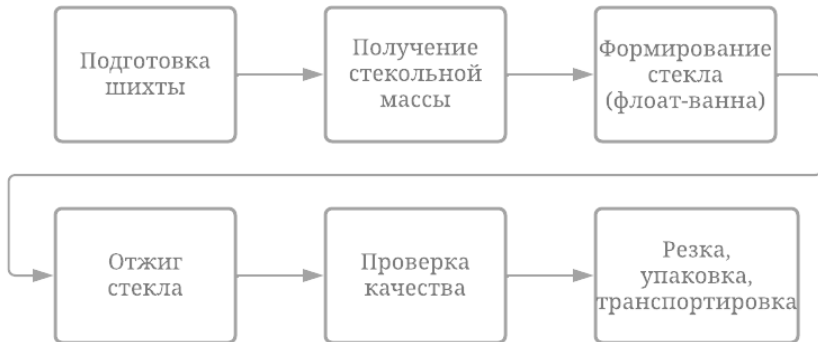 Подготовка
шихты
Получение
стекольной
массы
Формирование
стекла
(флоат-ванна)
Отжиг
стекла
Проверка
качества
Резка,
упаковка,
транспортировка